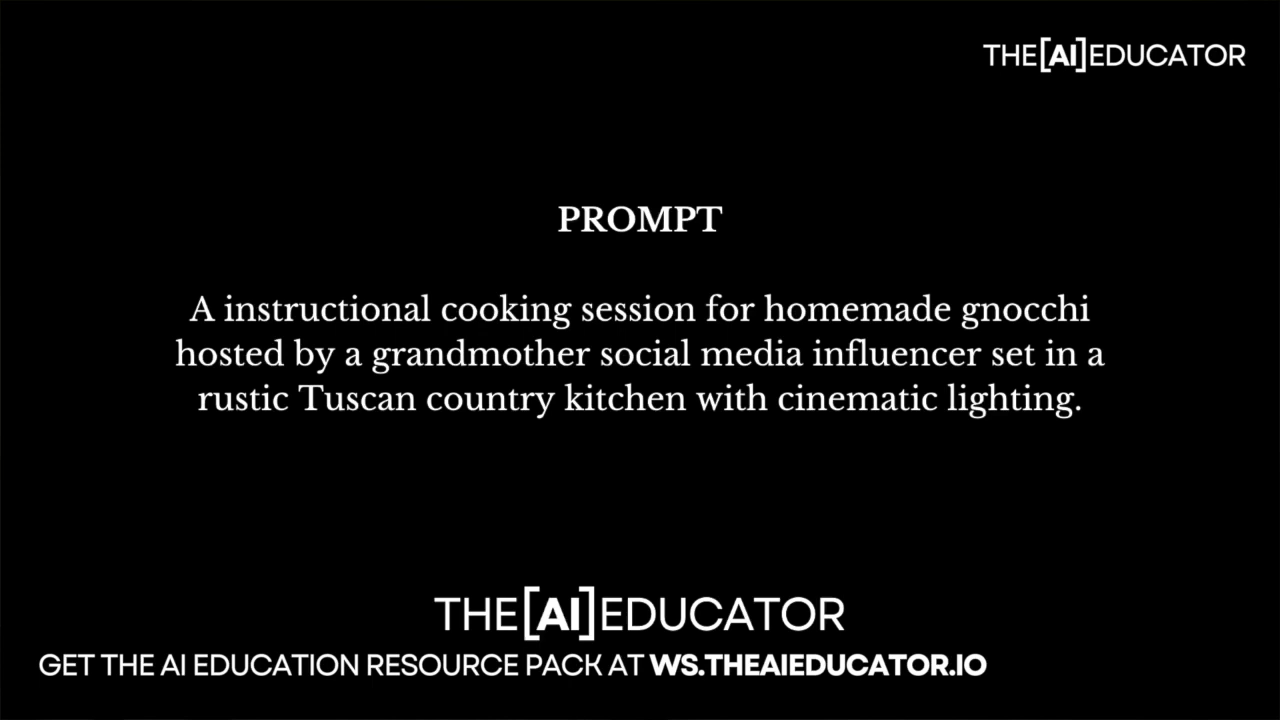 THE[AI]EDUCATOR
PROMPT
A instructional cooking session for homemade gnocchi
hosted by a grandmother social media influencer set in a
rustic Tuscan country kitchen with cinematic lighting.
THE[AI]EDUCATOR
GET THE AI EDUCATION RESOURCE PACK AT WS.THEAIEDUCATOR.IO